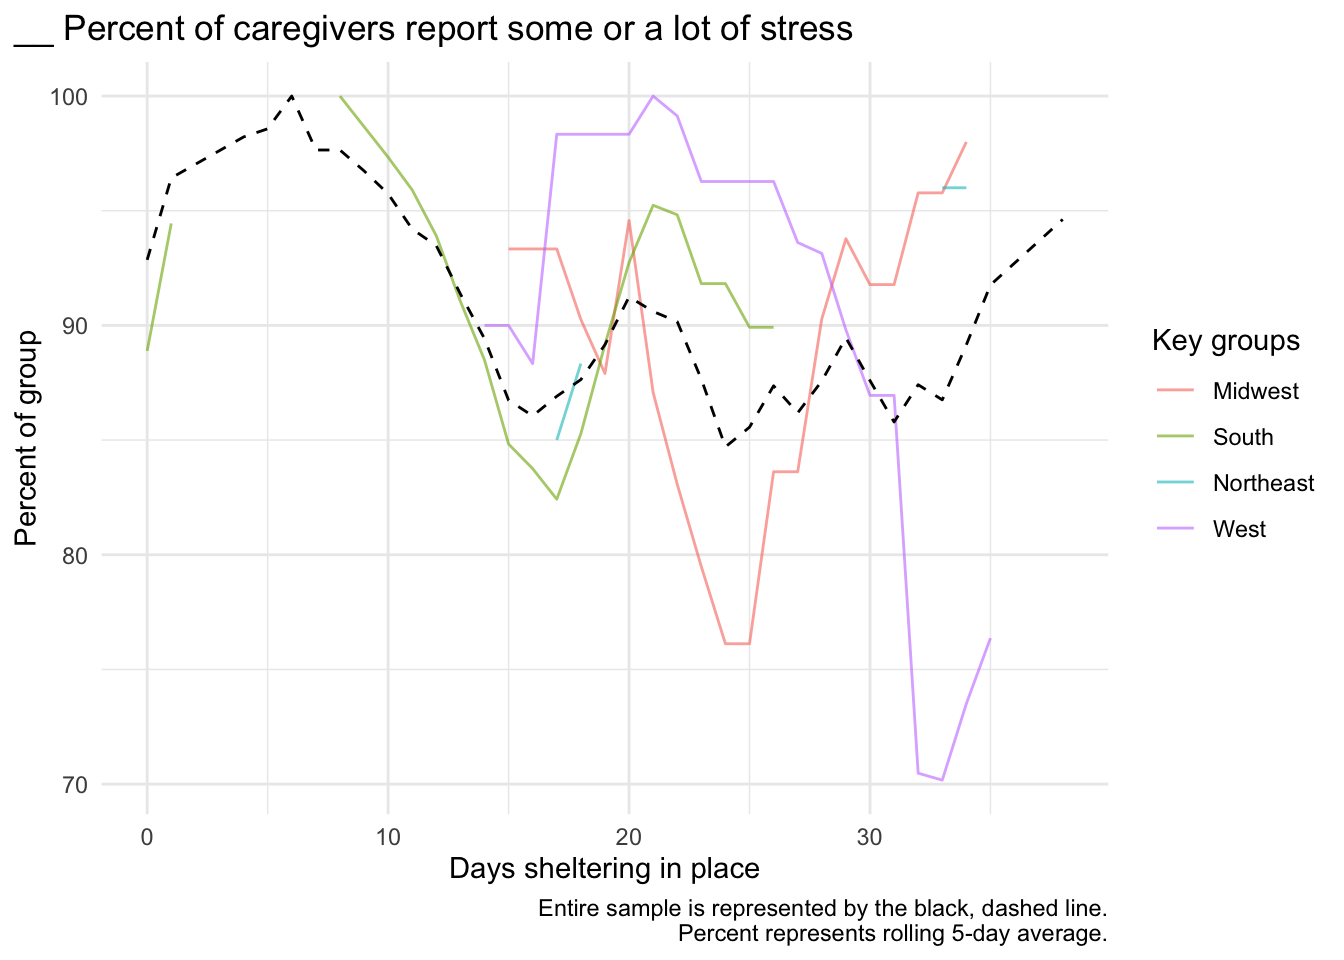 __ Percent of caregivers report some or a lot of stress
Percent of group
100
90
80
70
0 10 20 30
Days sheltering in place
Key groups
Midwest
South
Northeast
West
Entire sample is represented by the black, dashed line.
Percent represents rolling 5-day average.